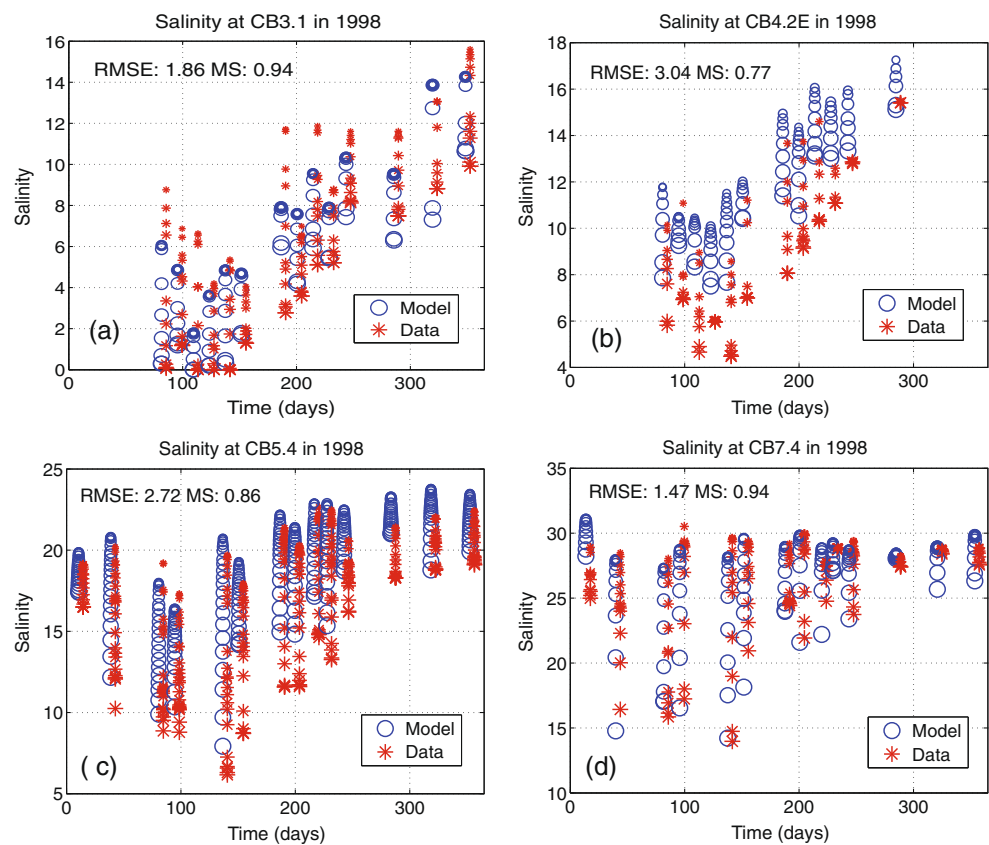 Salinity at CB3.1 in 1998
RMSE: 1.86 MS: 0.94
16
14
12
10
8
6
4
2
0
0
100
200
300
Salinity
Time (days)
(a)
Model
Data
Salinity at CB4.2E in 1998
RMSE: 3.04 MS: 0.77
18
16
14
12
10
8
6
4
0
100
200
300
Salinity
Time (days)
(b)
Model
Data
Salinity at CB5.4 in 1998
RMSE: 2.72 MS: 0.86
25
20
15
10
5
0
100
200
300
Salinity
Time (days)
( c)
Model
Data
Salinity at CB7.4 in 1998
RMSE: 1.47 MS: 0.94
35
30
25
20
15
10
0
100
200
300
Salinity
Time (days)
(d)
Model
Data